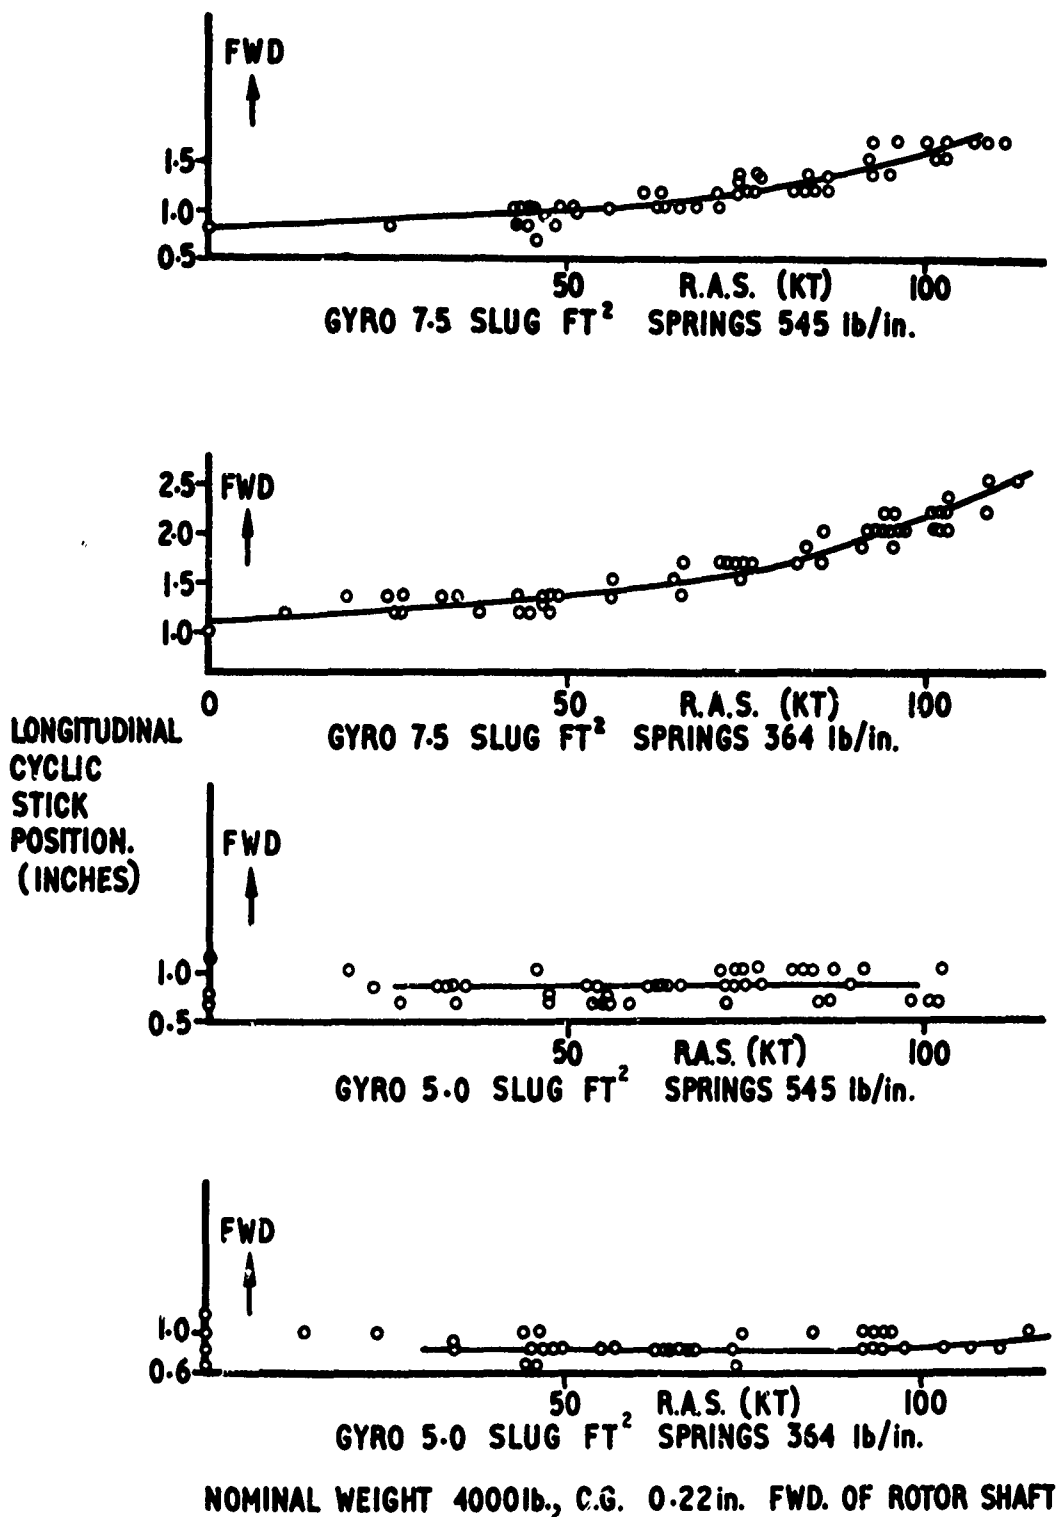 FWD
1.5
1.0
0.5
50 R.A.S. (KT) 100
GYRO 7.5 SLUG FT² SPRINGS 545 lb/in.
2.5 FWD
2.0
1.5
1.0
0 50 R.A.S. (KT) 100
GYRO 7.5 SLUG FT² SPRINGS 364 lb/in.
LONGITUDINAL
CYCLIC
STICK
POSITION.
(INCHES)
FWD
1.0
0.5
50 R.A.S. (KT) 100
GYRO 5.0 SLUG FT² SPRINGS 545 lb/in.
FWD
1.0
0.6
50 R.A.S. (KT) 100
GYRO 5.0 SLUG FT² SPRINGS 364 lb/in.
NOMINAL WEIGHT 4000lb., C.G. 0.22in. FWD. OF ROTOR SHAFT